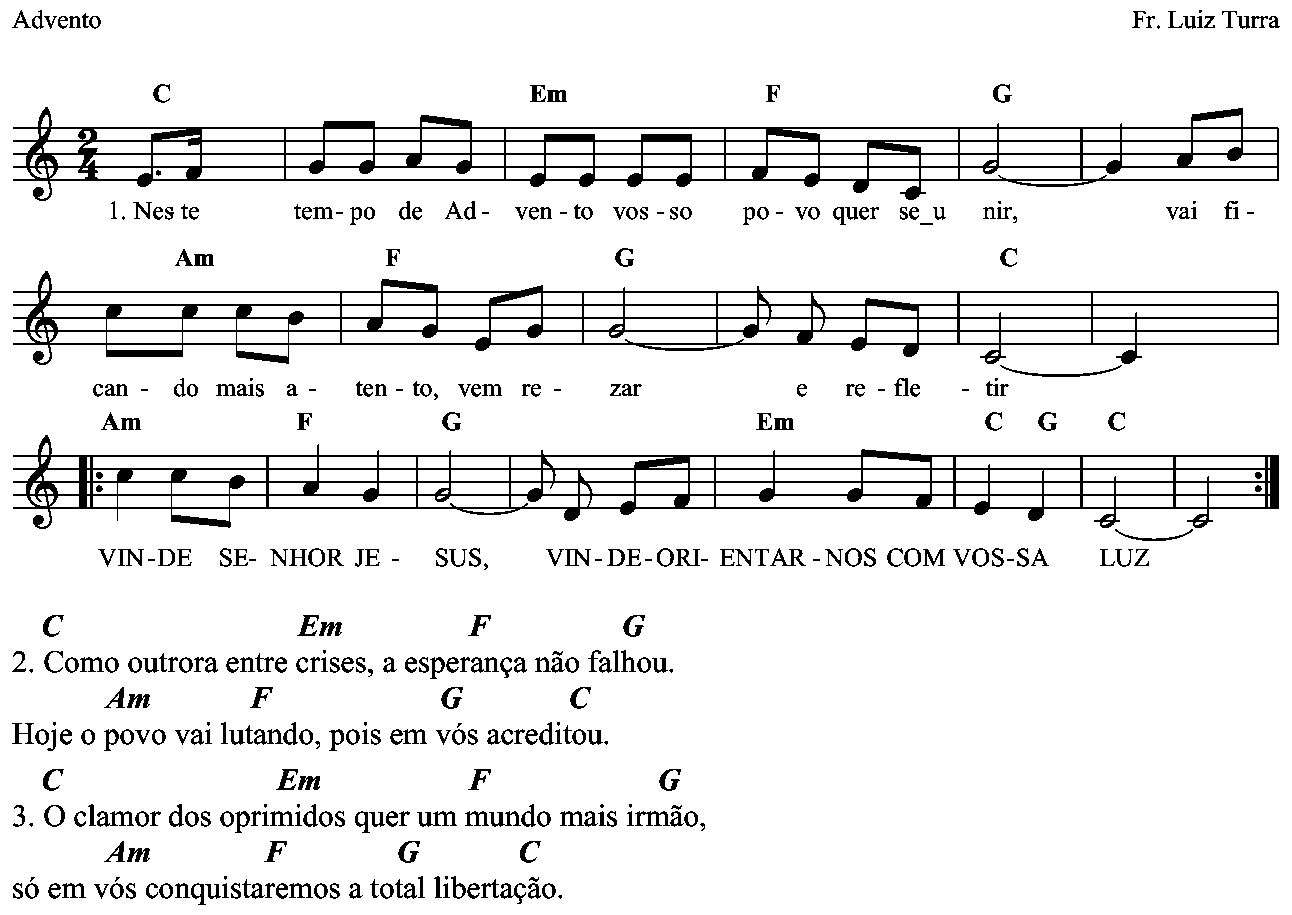 Advento Fr. Luiz Turra
C Em F G
2 4
1. Nes te tem- po de Ad- ven- to vos- so po- vo quer se_u nir, vai fi-
Am F G C
can- do mais a- ten- to, vem re- zar e re- fle- tir
Am F G Em C G C
VIN-DE SE- NHOR JE- SUS, VIN-DE-ORI- ENTAR-NOS COM VOS-SA LUZ
C Em F G
2. Como outrora entre crises, a esperança não falhou.
Am F G C
Hoje o povo vai lutando, pois em vós acreditou.
C Em F G
3. O clamor dos oprimidos quer um mundo mais irmão,
Am F G C
só em vós conquistaremos a total libertação.